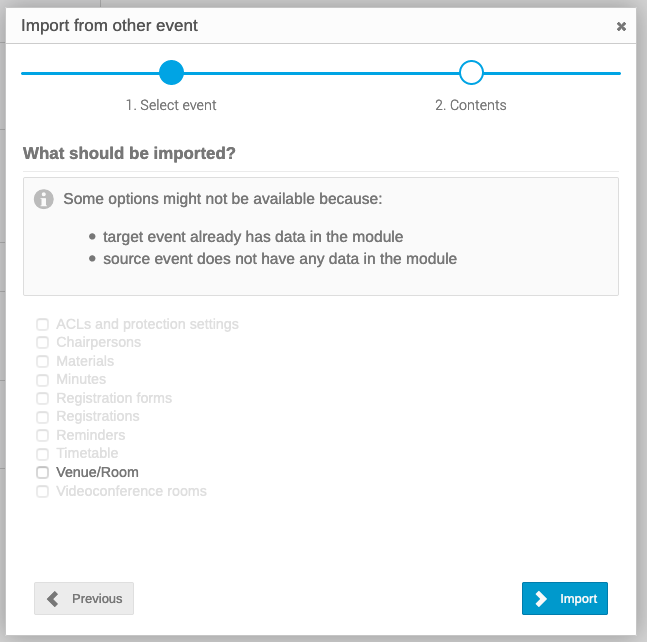 Import from other event
1. Select event
2. Contents
What should be imported?
Some options might not be available because:
target event already has data in the module
source event does not have any data in the module
ACLs and protection settings
Chairpersons
Materials
Minutes
Registration forms
Registrations
Reminders
Timetable
Venue/Room
Videoconference rooms
Previous
Import